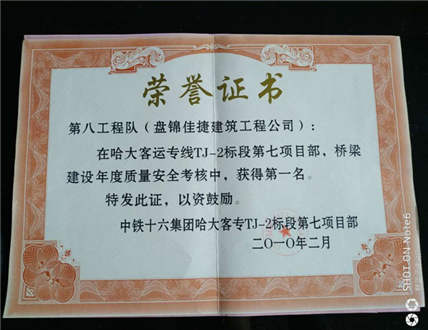 荣誉证书
第八工程队（盘锦佳捷建筑工程公司）：
在哈大客运专线TJ-2标段第七项目部，桥梁
建设年度质量安全考核中，获得第一名。
特发此证，以资鼓励。
中铁十六集团哈大客专TJ-2标段第七项目部
二〇一〇年二月
SHOT ON MI Note6